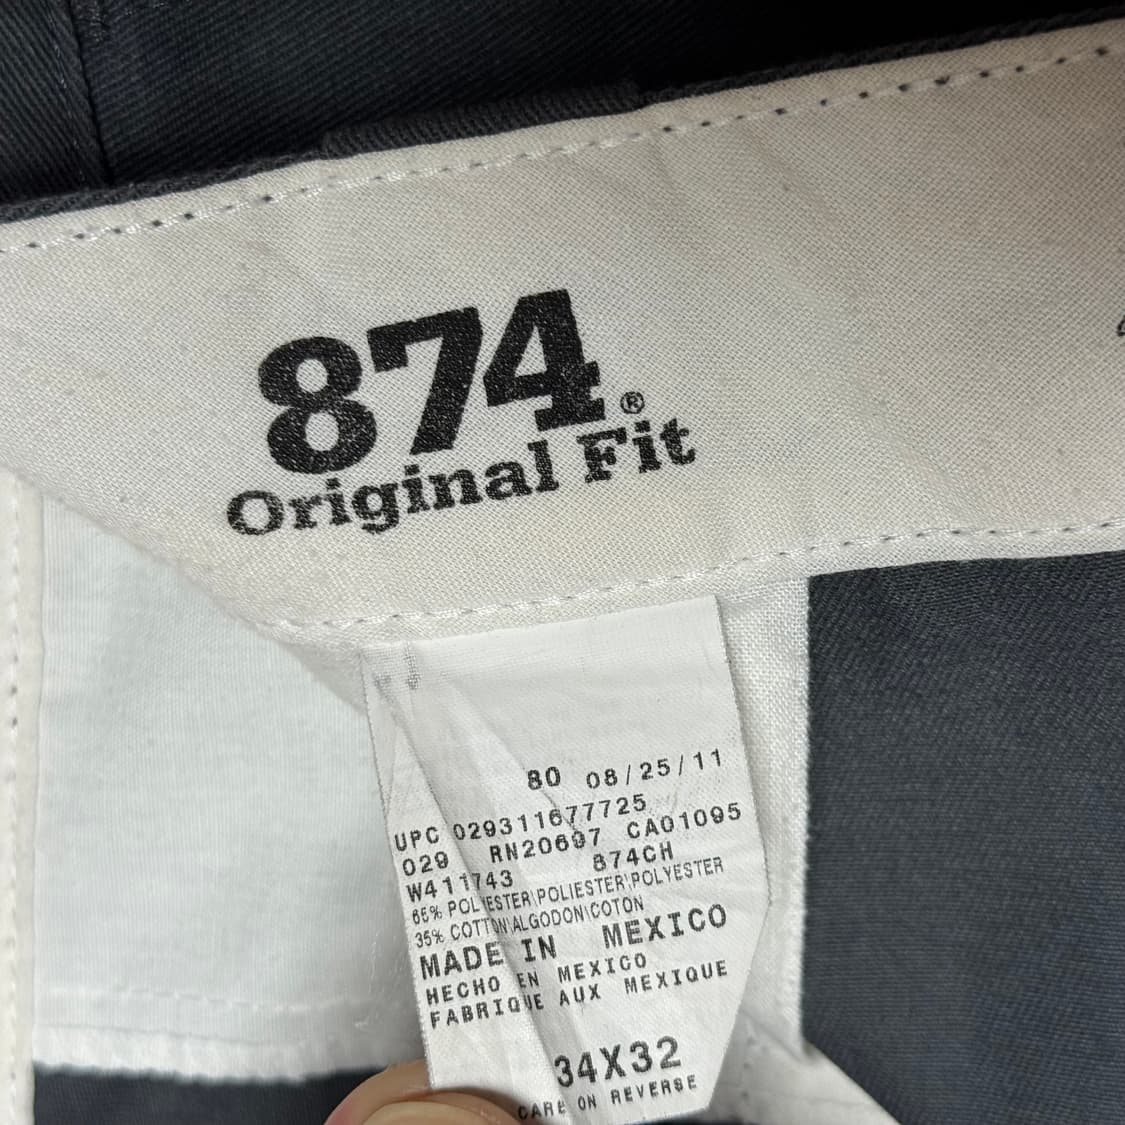 874®
Original Fit
80 08/25/11
UPC 029311677725
029 RN20697 CA01095
W411743 874CH
65% POLYESTER\POLIESTER\POLYESTER
35% COTTON\ALGODON\COTON
MADE IN MEXICO
HECHO EN MEXICO
FABRIQUE AUX MEXIQUE
34X32
CARE ON REVERSE